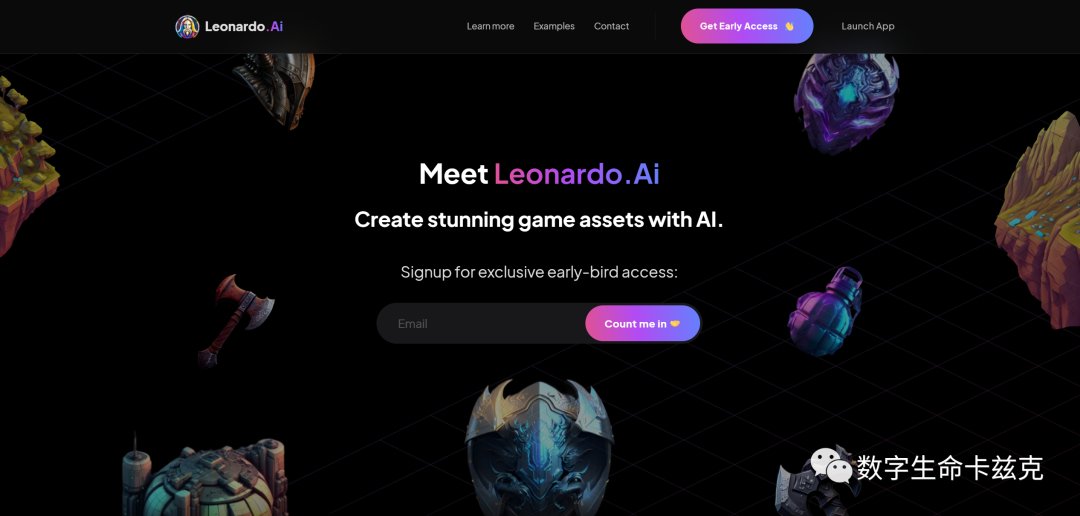 Leonardo.Ai
Learn more
Examples
Contact
Get Early Access 👋
Launch App
Meet Leonardo.Ai
Create stunning game assets with AI.
Signup for exclusive early-bird access:
Email
Count me in 🤝
数字生命卡兹克